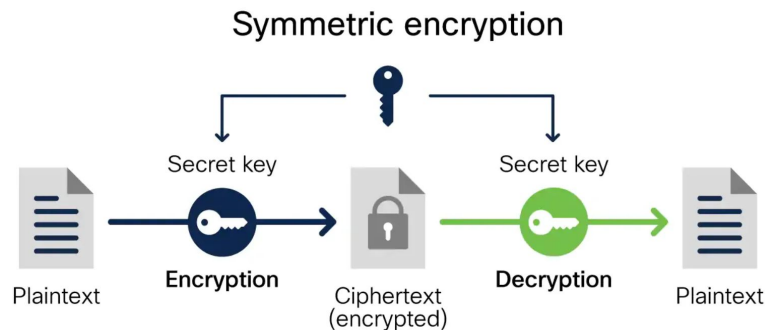 Symmetric encryption
Secret key
Secret key
Encryption
Decryption
Plaintext
Ciphertext
(encrypted)
Plaintext